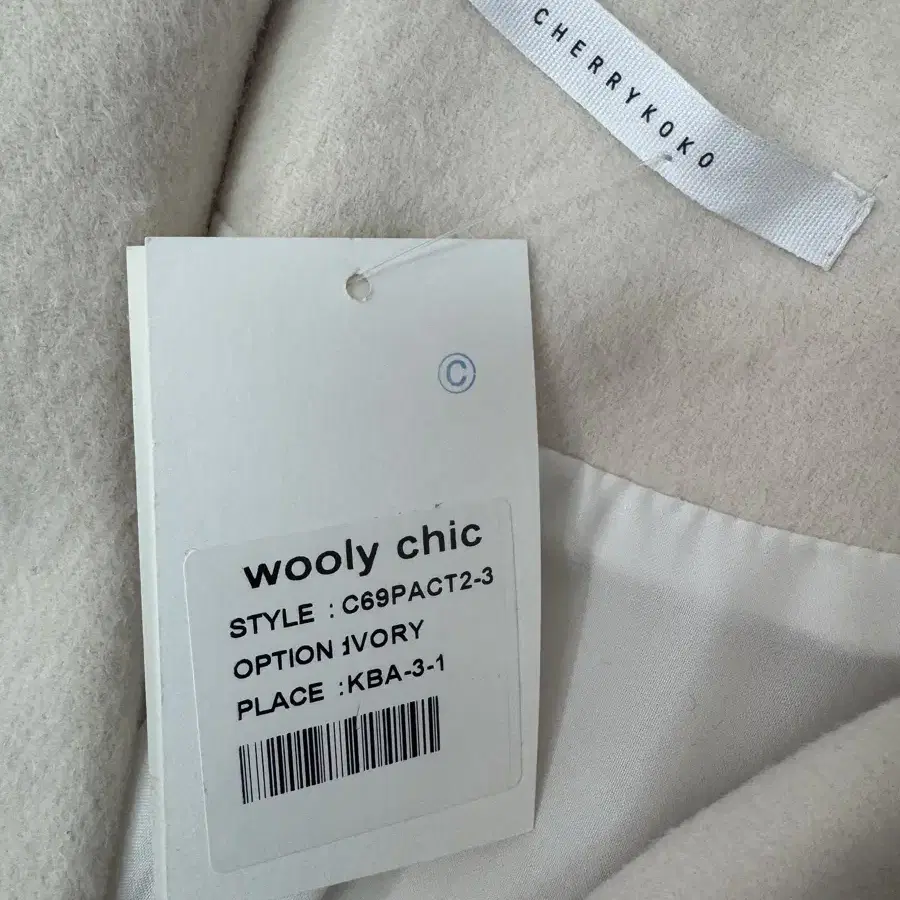 CHERRYKOKO
©
wooly chic
STYLE : C69PACT2-3
OPTION :IVORY
PLACE :KBA-3-1